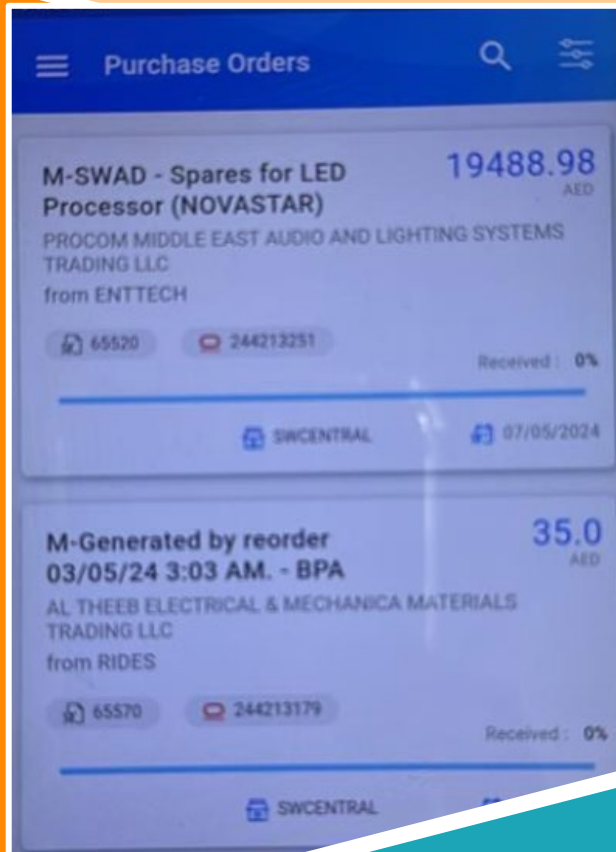 Purchase Orders
M-SWAD - Spares for LED
Processor (NOVASTAR)
19488.98
AED
PROCOM MIDDLE EAST AUDIO AND LIGHTING SYSTEMS
TRADING LLC
from ENTTECH
65520
244213251
Received : 0%
SWCENTRAL
07/05/2024
M-Generated by reorder
03/05/24 3:03 AM. - BPA
35.0
AED
AL THEEB ELECTRICAL & MECHANICA MATERIALS
TRADING LLC
from RIDES
65570
244213179
Received : 0%
SWCENTRAL